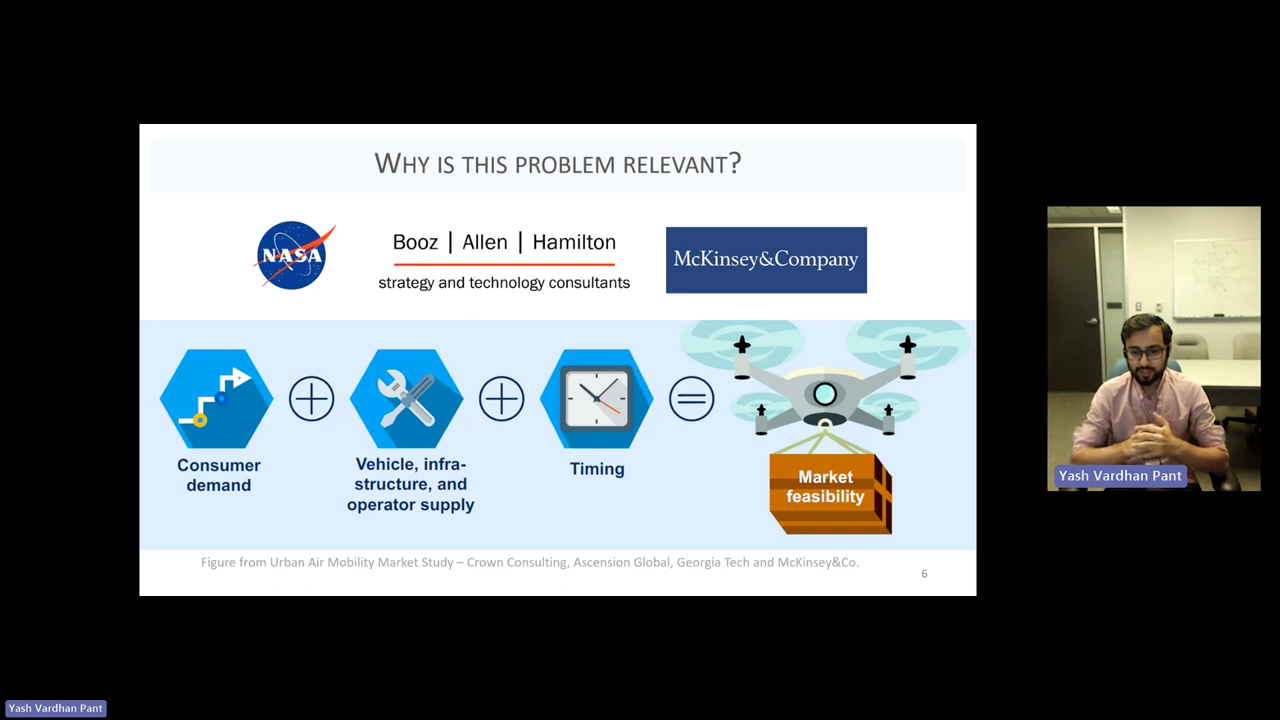 WHY IS THIS PROBLEM RELEVANT?
NASA
Booz | Allen | Hamilton
strategy and technology consultants
McKinsey&Company
Consumer
demand
Vehicle, infra-
structure, and
operator supply
Timing
Market
feasibility
Figure from Urban Air Mobility Market Study – Crown Consulting, Ascension Global, Georgia Tech and McKinsey&Co.
6
Yash Vardhan Pant
Yash Vardhan Pant